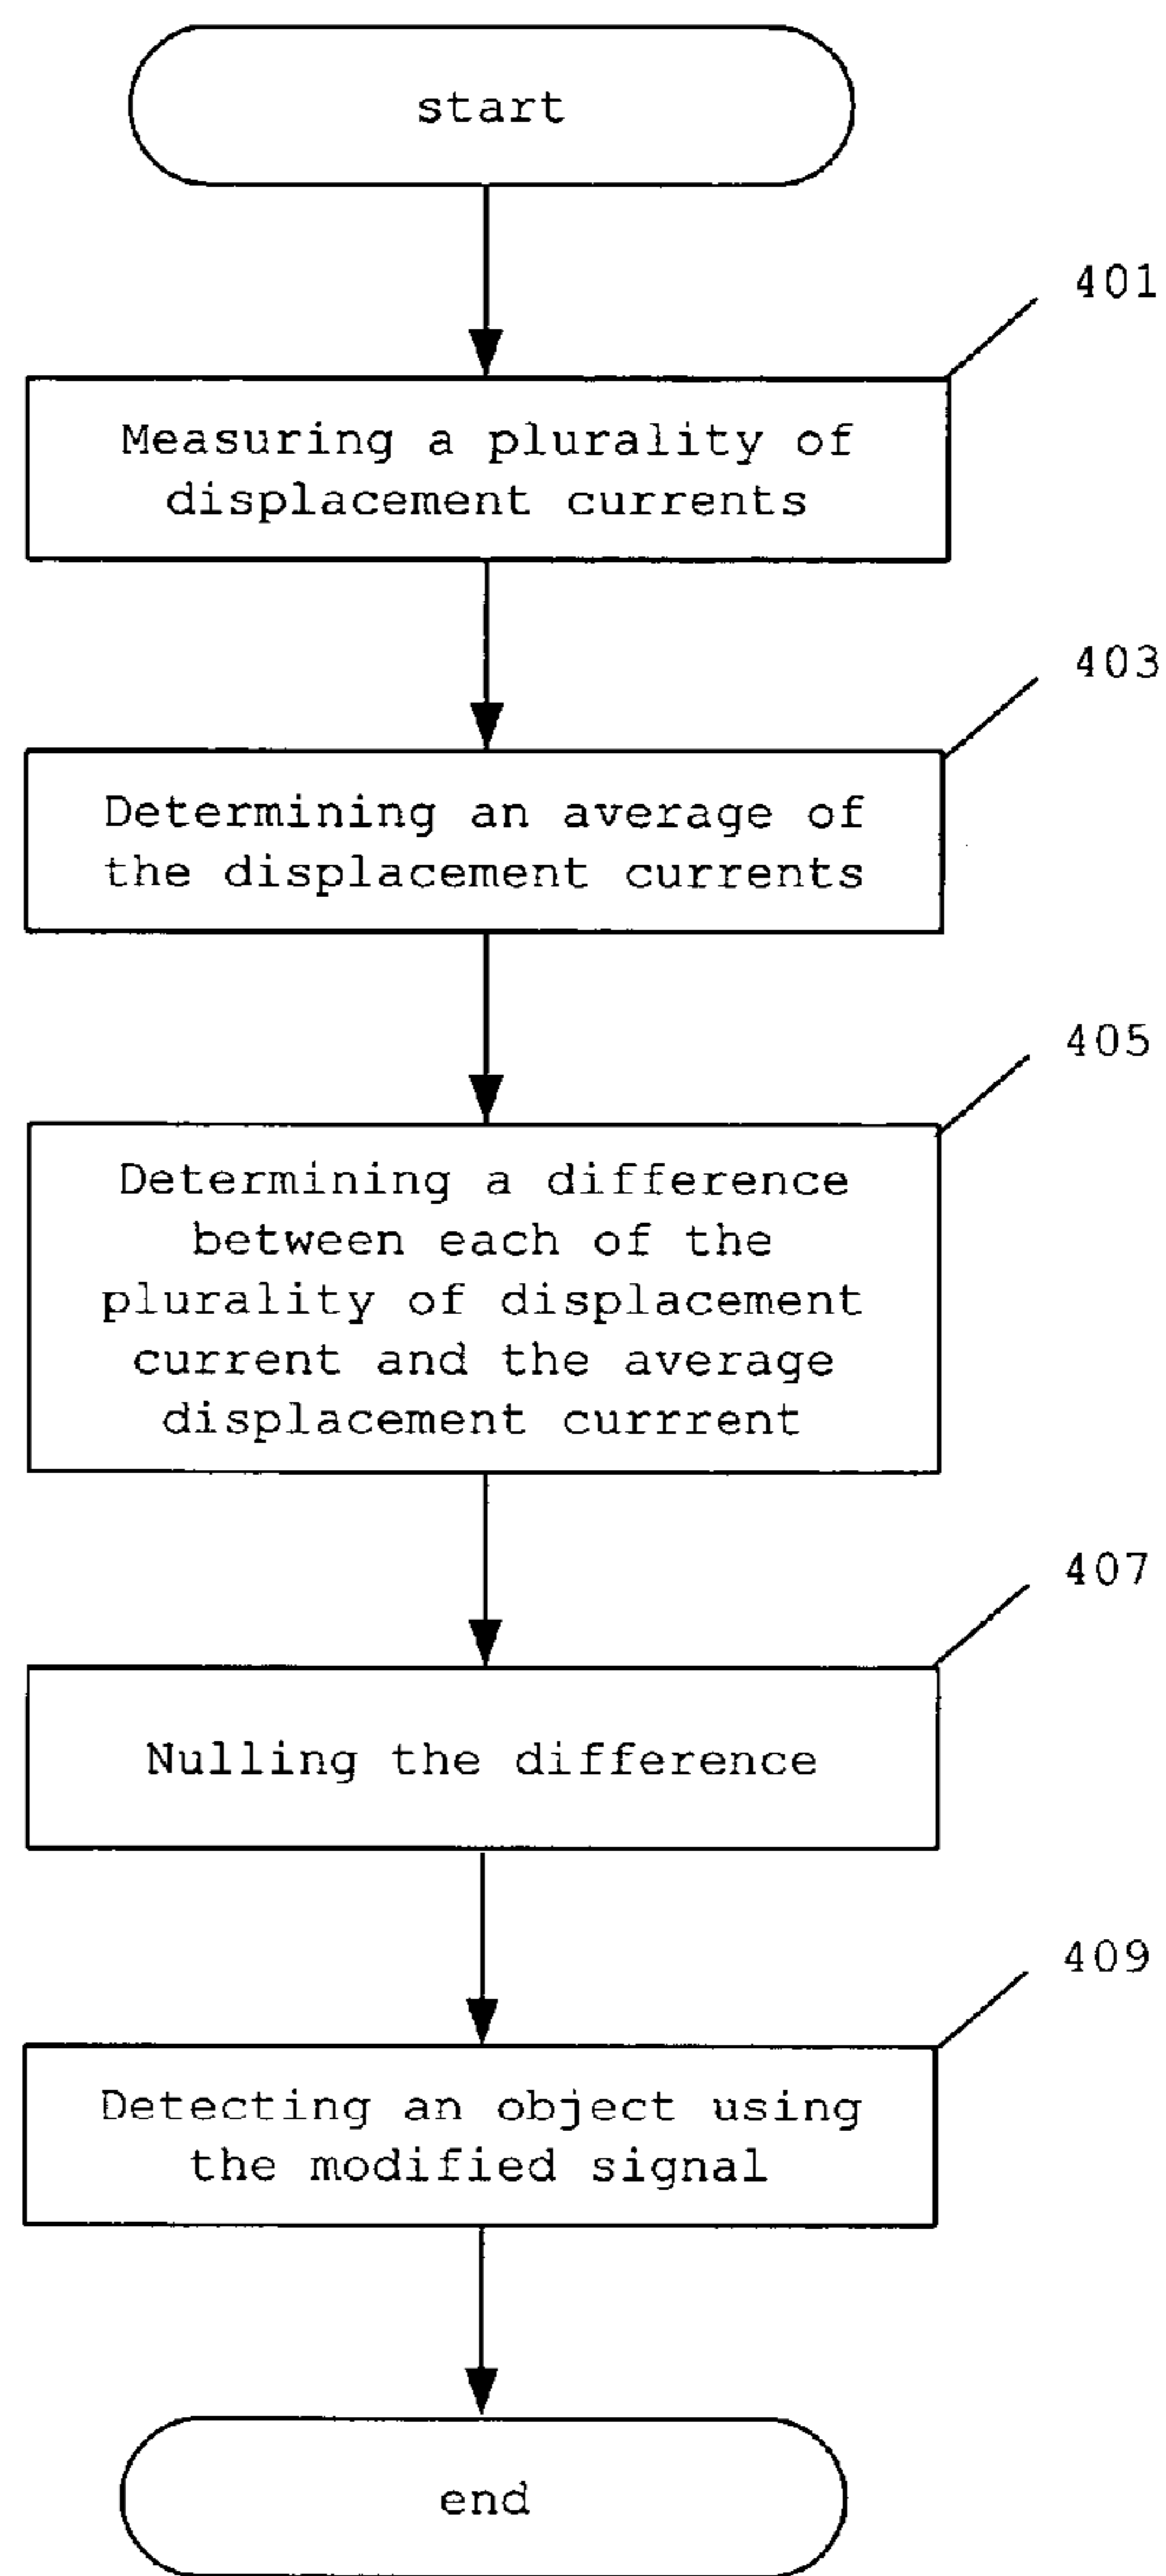 start
401
Measuring a plurality of
displacement currents
403
Determining an average of
the displacement currents
405
Determining a difference
between each of the
plurality of displacement
current and the average
displacement currrent
407
Nulling the difference
409
Detecting an object using
the modified signal
end